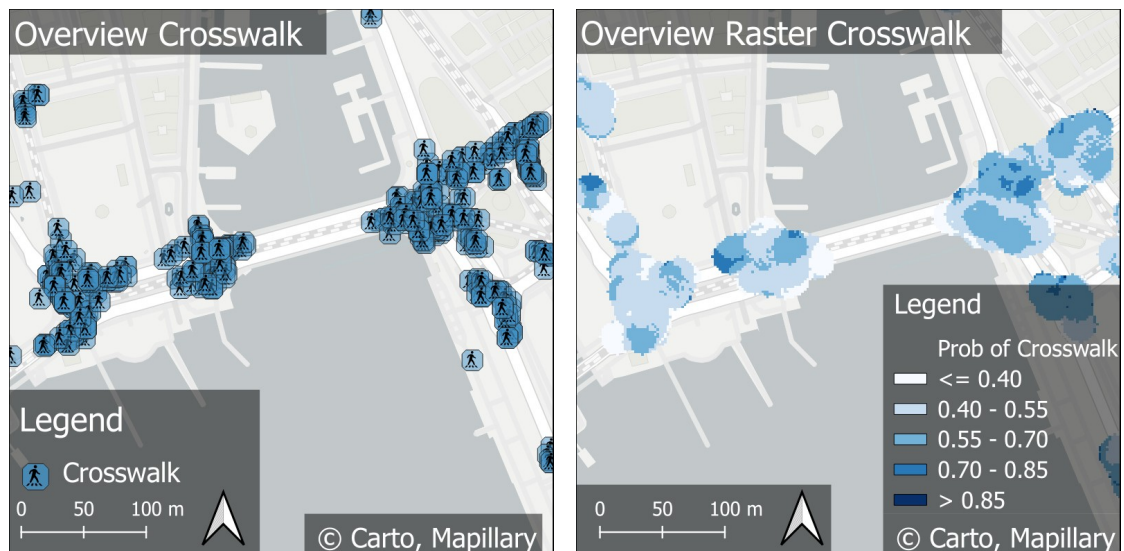 Overview Crosswalk
Legend
Crosswalk
0 50 100 m
© Carto, Mapillary
Overview Raster Crosswalk
Legend
Prob of Crosswalk
<= 0.40
0.40 - 0.55
0.55 - 0.70
0.70 - 0.85
> 0.85
0 50 100 m
© Carto, Mapillary